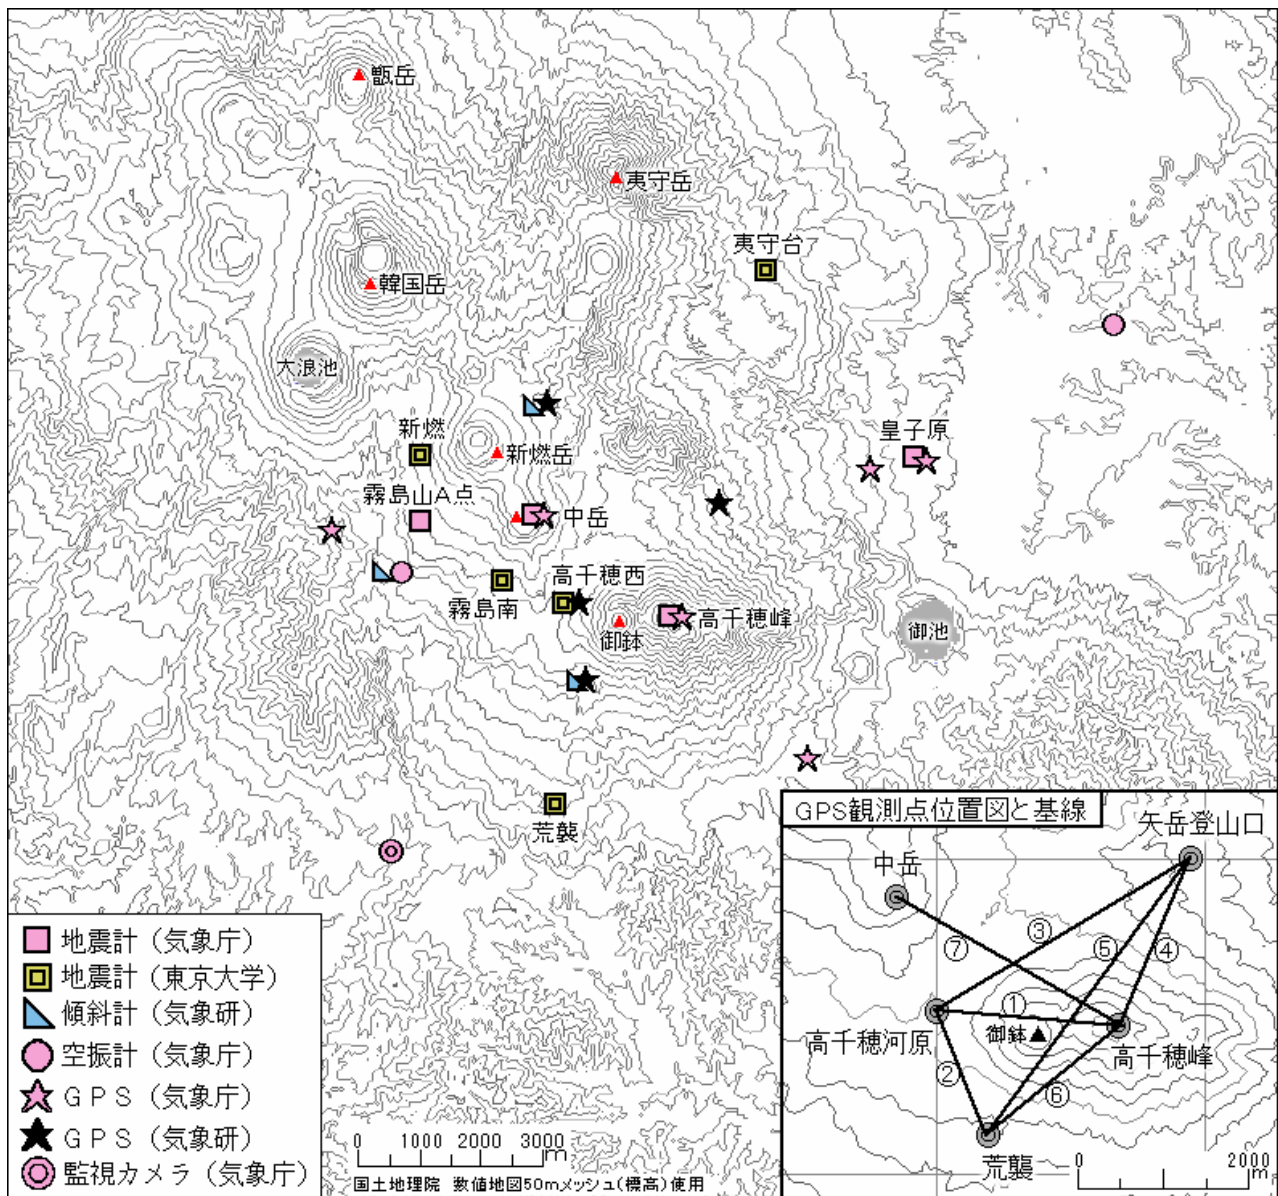 甑岳
夷守岳
夷守台
韓国岳
大浪池
新燃
新燃岳
皇子原
霧島山A点
中岳
霧島南
高千穂西
高千穂峰
御鉢
御池
荒襲
地震計（気象庁）
地震計（東京大学）
傾斜計（気象研）
空振計（気象庁）
ＧＰＳ（気象庁）
ＧＰＳ（気象研）
監視カメラ（気象庁）
0 1000 2000 3000
m
国土地理院 数値地図50mメッシュ(標高)使用
GPS観測点位置図と基線
矢岳登山口
中岳
③
⑦
⑤
④
①
高千穂河原
御鉢
高千穂峰
②
⑥
荒襲
0 2000
m